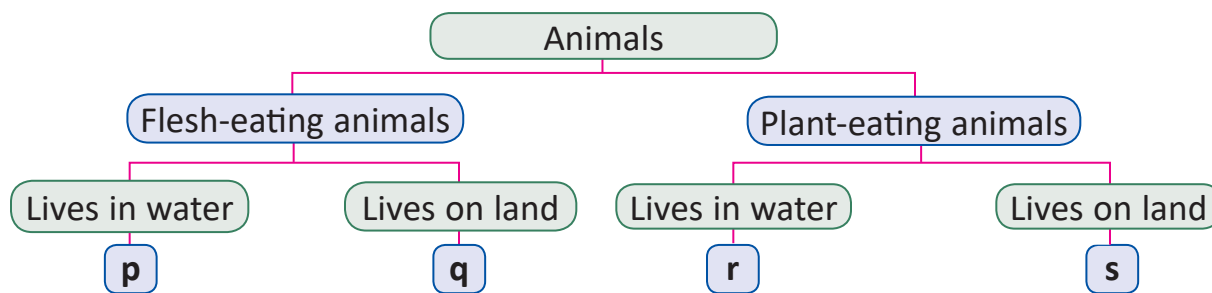 Animals
Flesh-eating animals
Plant-eating animals
Lives in water
Lives on land
Lives in water
Lives on land
p
q
r
s